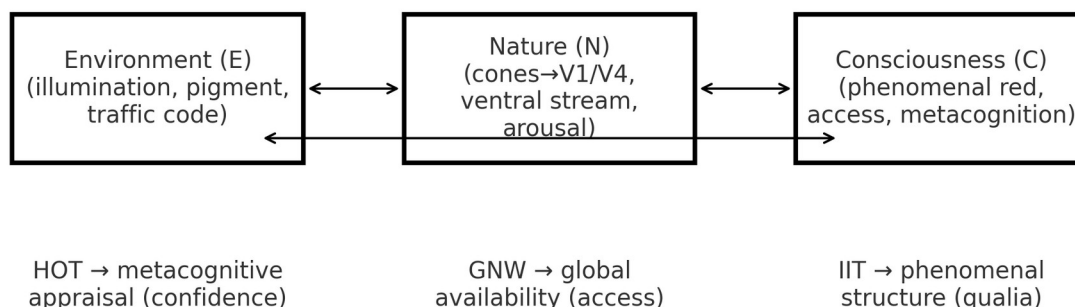 Environment (E)
(illumination, pigment,
traffic code)
Nature (N)
(cones→V1/V4,
ventral stream,
arousal)
Consciousness (C)
(phenomenal red,
access, metacognition)
HOT → metacognitive
appraisal (confidence)
GNW → global
availability (access)
IIT → phenomenal
structure (qualia)